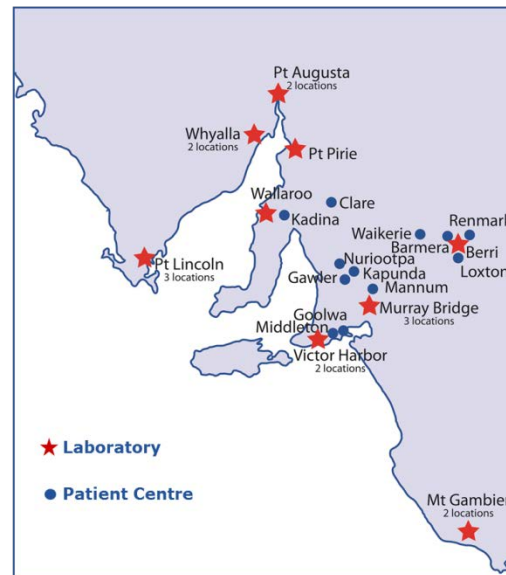 Pt Augusta
2 locations
Whyalla
2 locations
Pt Pirie
Wallaroo
Kadina
Clare
Renmark
Waikerie
Barmera
Berri
Loxton
Pt Lincoln
3 locations
Nuriootpa
Kapunda
Gawler
Mannum
Murray Bridge
3 locations
Goolwa
Middleton
Victor Harbor
2 locations
Laboratory
Patient Centre
Mt Gambier
2 locations